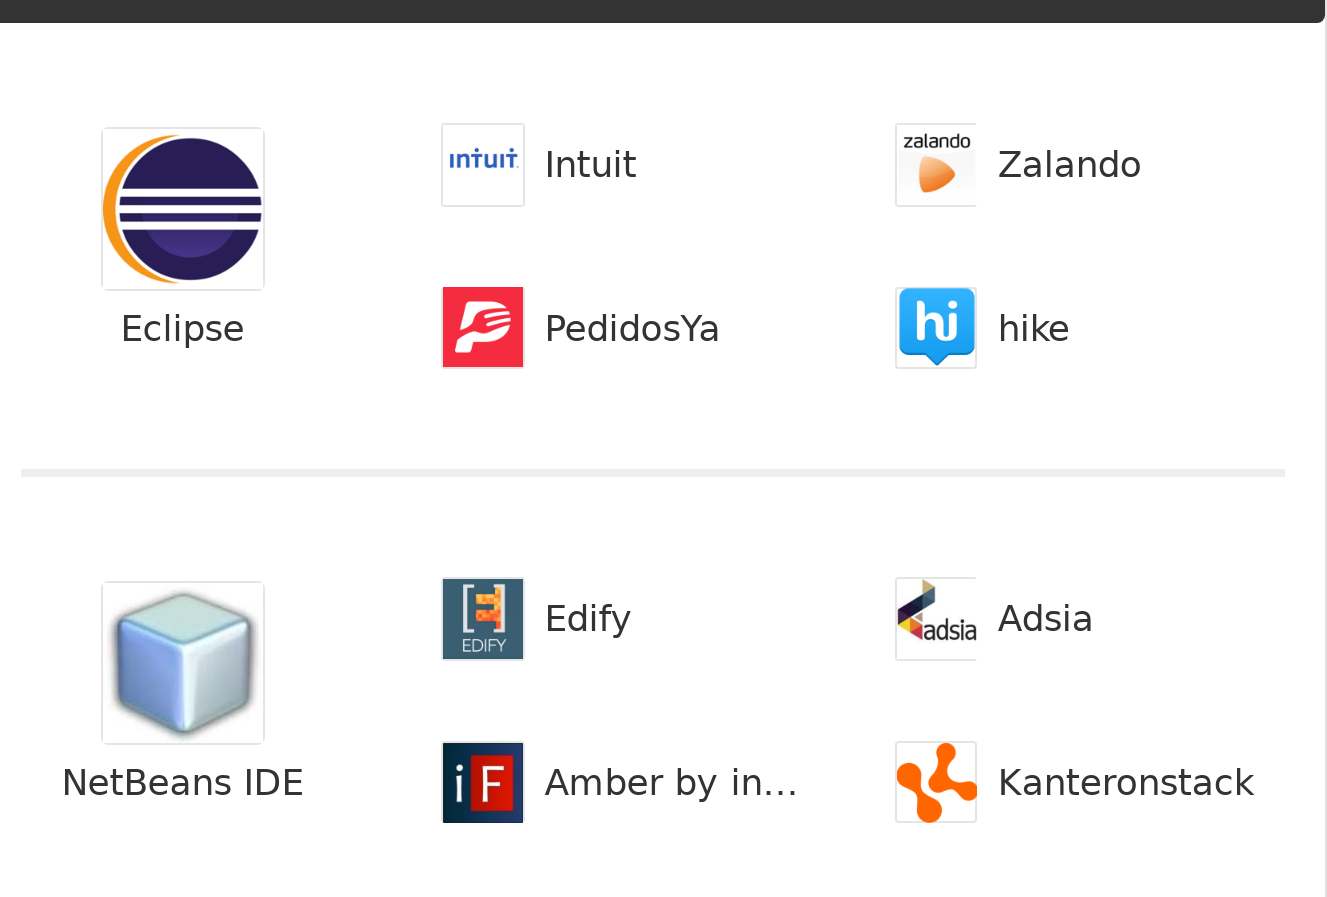 Eclipse
intuit
Intuit
zalando
Zalando
PedidosYa
hi
hike
NetBeans IDE
EDIFY
Edify
adsia
Adsia
iF
Amber by in...
Kanteronstack